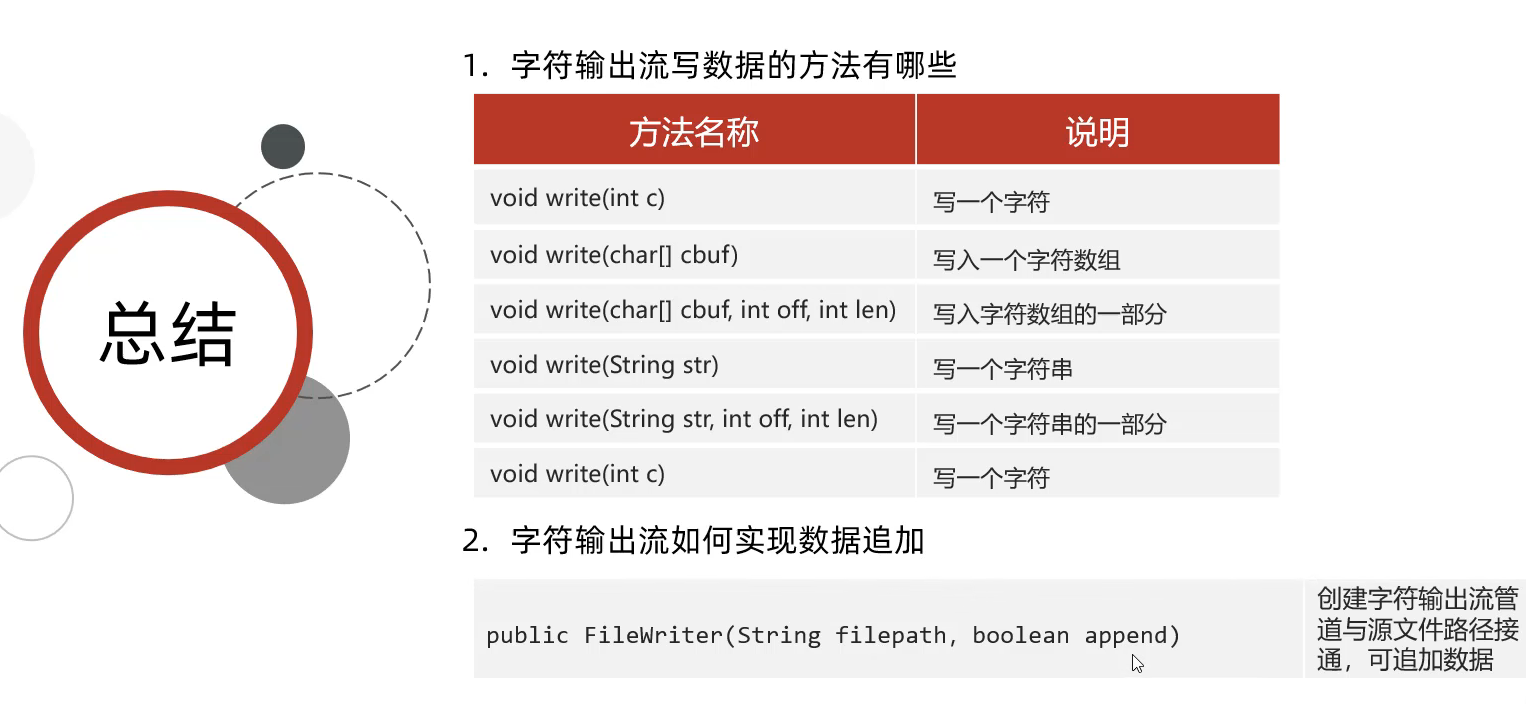 总结
1. 字符输出流写数据的方法有哪些
方法名称 说明
void write(int c) 写一个字符
void write(char[] cbuf) 写入一个字符数组
void write(char[] cbuf, int off, int len) 写入字符数组的一部分
void write(String str) 写一个字符串
void write(String str, int off, int len) 写一个字符串的一部分
void write(int c) 写一个字符
2. 字符输出流如何实现数据追加
public FileWriter(String filepath, boolean append)
创建字符输出流管
道与源文件路径接
通，可追加数据